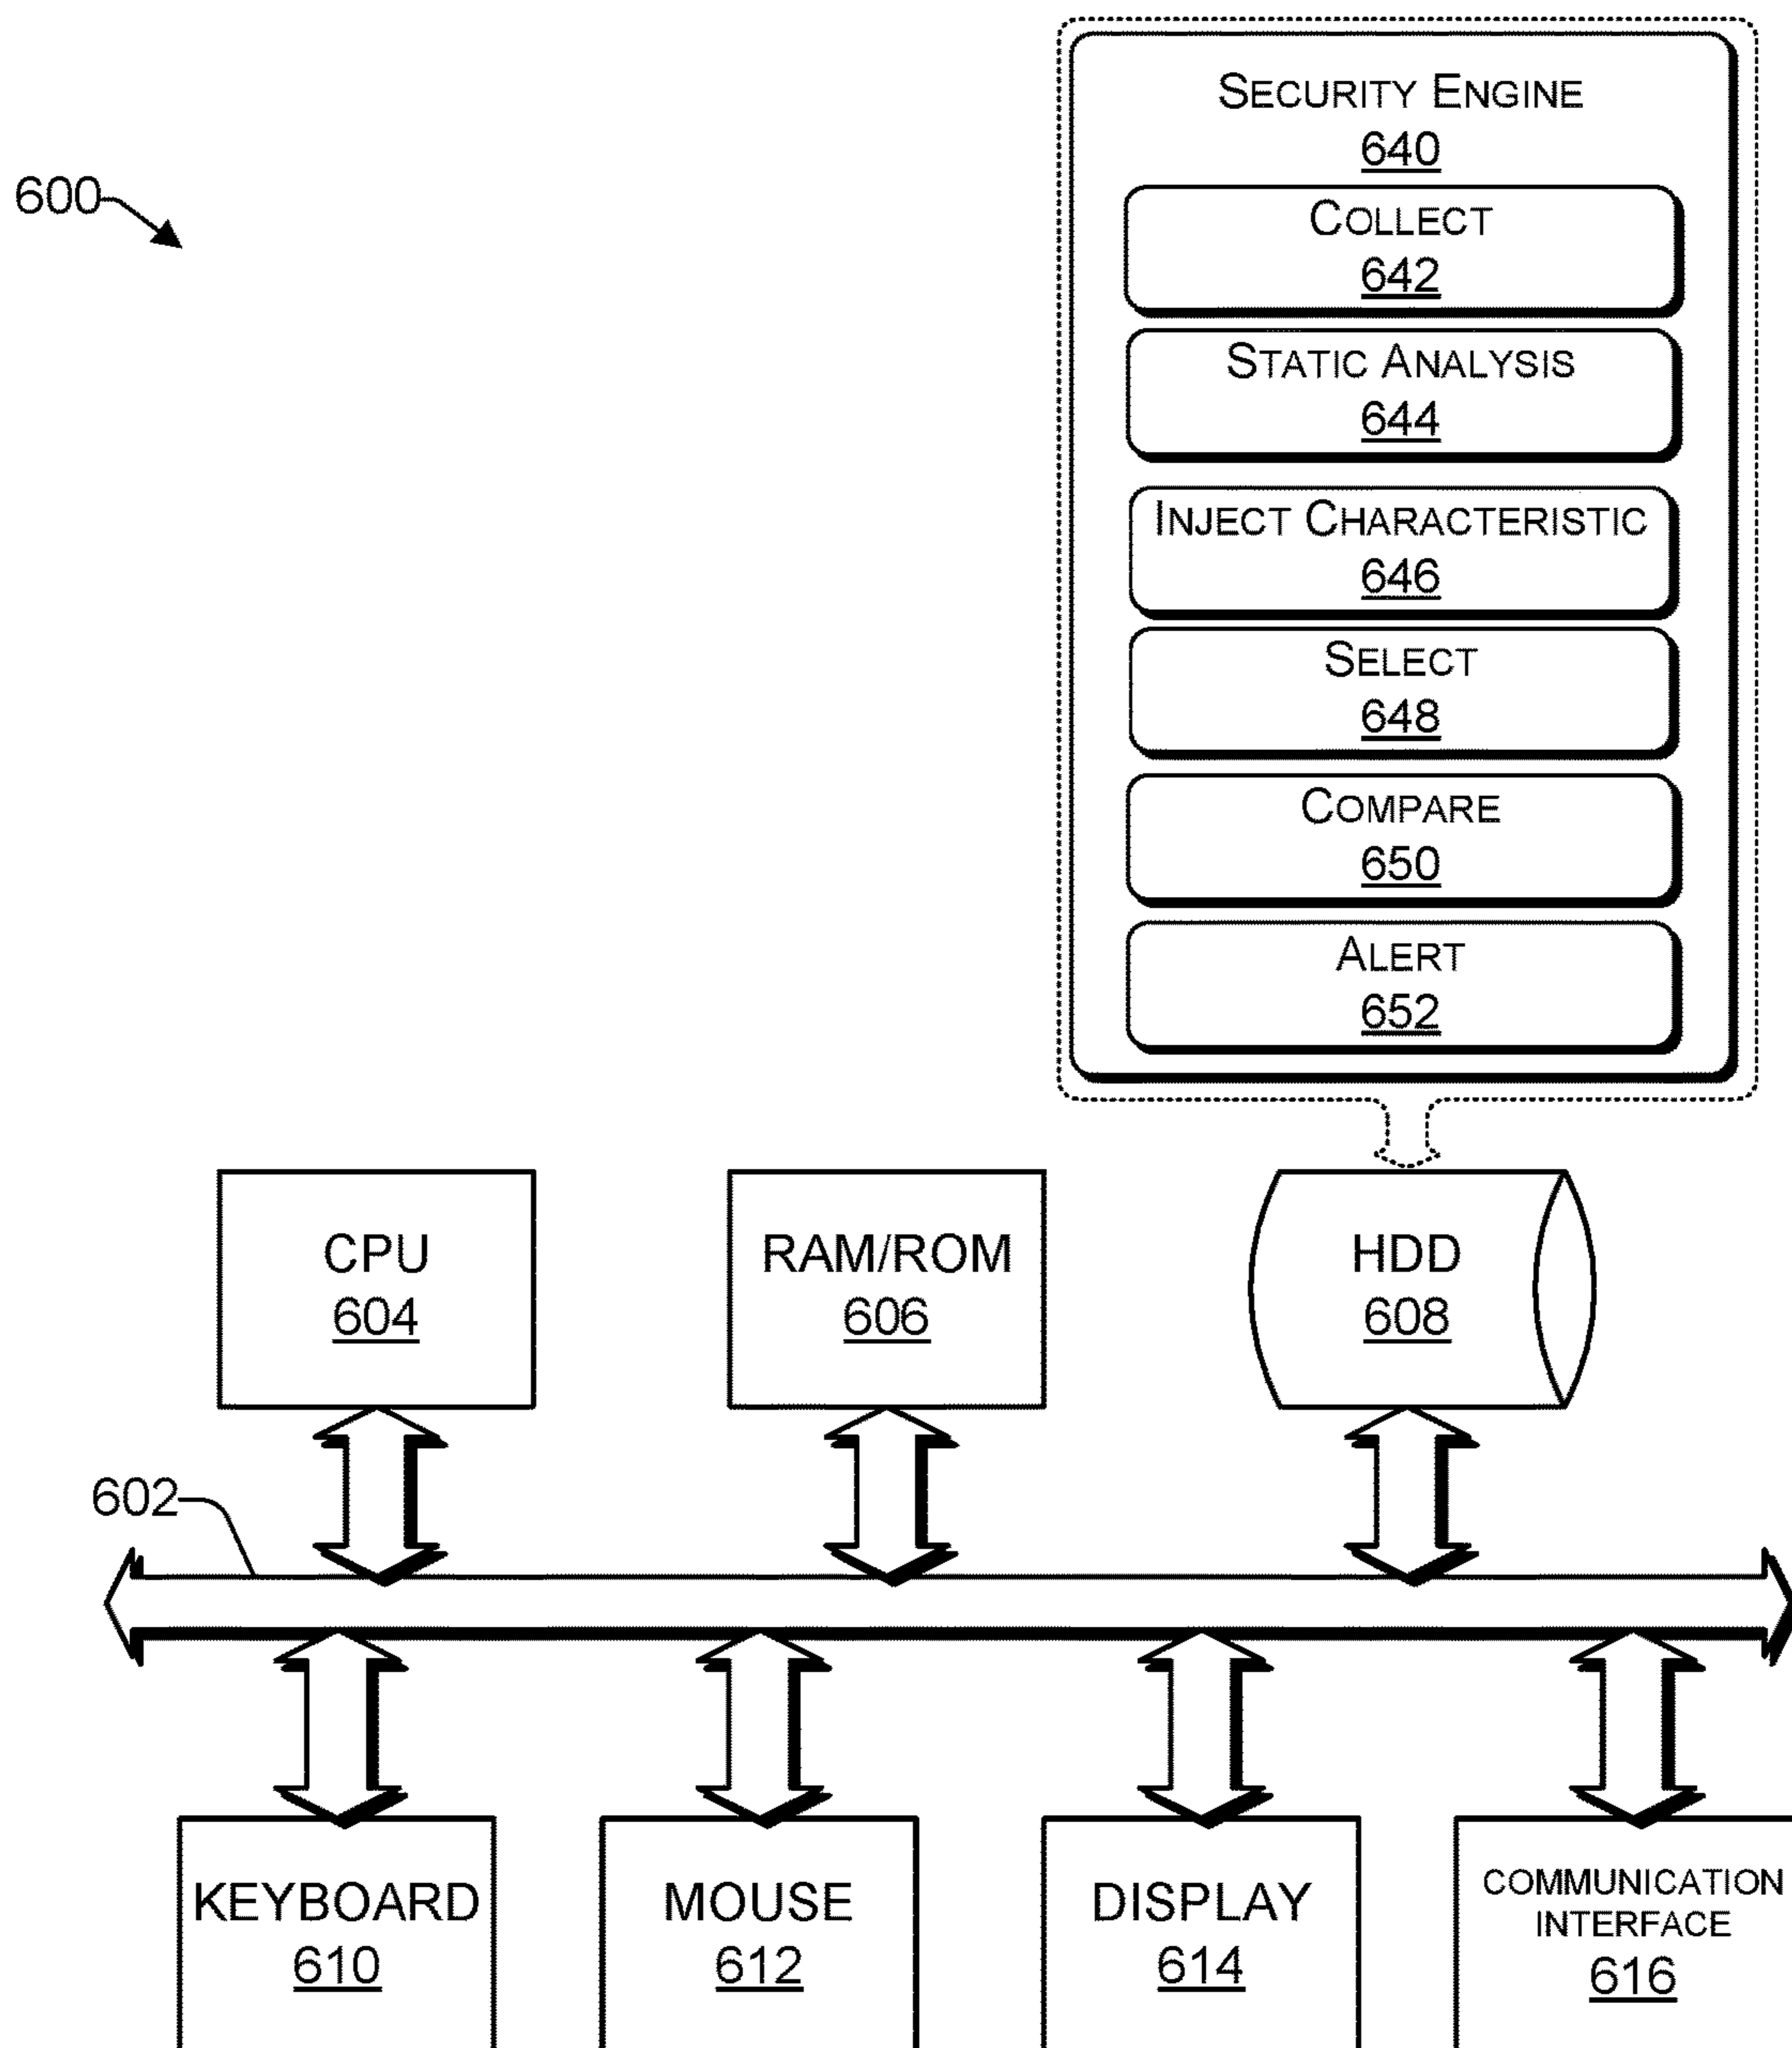 SECURITY ENGINE
640
600
COLLECT
642
STATIC ANALYSIS
644
INJECT CHARACTERISTIC
646
SELECT
648
COMPARE
650
ALERT
652
CPU
604
RAM/ROM
606
HDD
608
602
KEYBOARD
610
MOUSE
612
DISPLAY
614
COMMUNICATION
INTERFACE
616